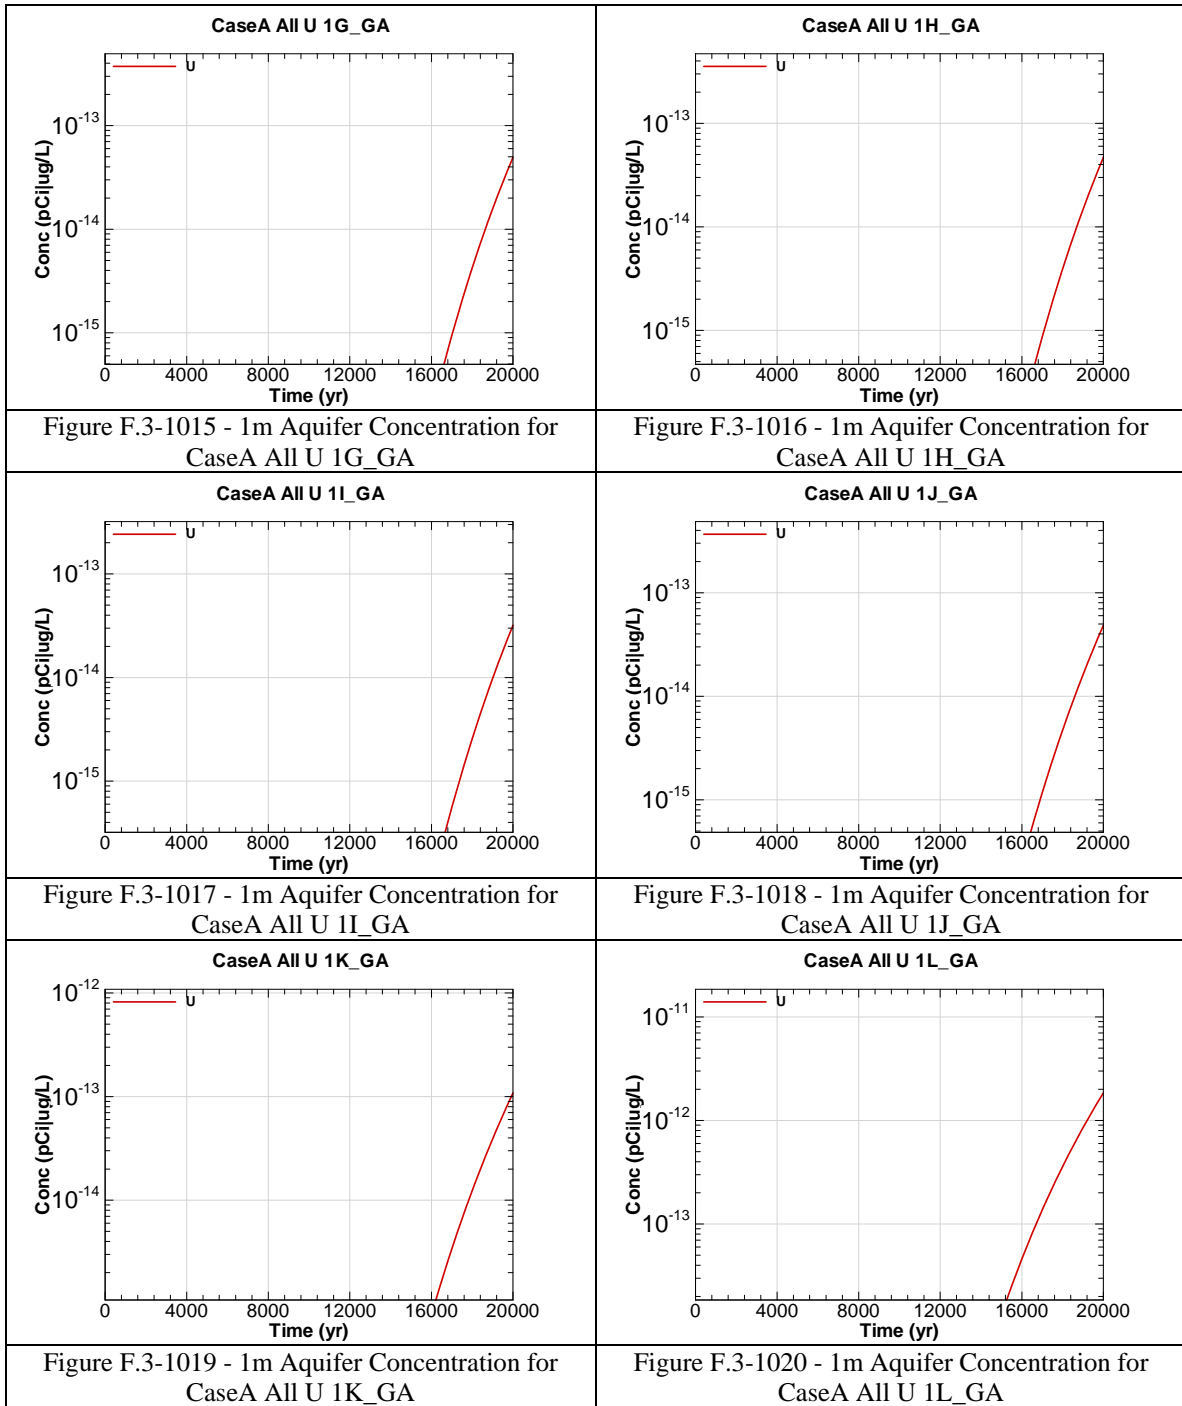 CaseA All U 1G_GA
U
10-13
10-14
10-15
Conc (pCi|ug/L)
0 4000 8000 12000 16000 20000
Time (yr)
Figure F.3-1015 - 1m Aquifer Concentration for
CaseA All U 1G_GA
CaseA All U 1H_GA
U
10-13
10-14
10-15
Conc (pCi|ug/L)
0 4000 8000 12000 16000 20000
Time (yr)
Figure F.3-1016 - 1m Aquifer Concentration for
CaseA All U 1H_GA
CaseA All U 1I_GA
U
10-13
10-14
10-15
Conc (pCi|ug/L)
0 4000 8000 12000 16000 20000
Time (yr)
Figure F.3-1017 - 1m Aquifer Concentration for
CaseA All U 1I_GA
CaseA All U 1J_GA
U
10-13
10-14
10-15
Conc (pCi|ug/L)
0 4000 8000 12000 16000 20000
Time (yr)
Figure F.3-1018 - 1m Aquifer Concentration for
CaseA All U 1J_GA
CaseA All U 1K_GA
U
10-12
10-13
10-14
Conc (pCi|ug/L)
0 4000 8000 12000 16000 20000
Time (yr)
Figure F.3-1019 - 1m Aquifer Concentration for
CaseA All U 1K_GA
CaseA All U 1L_GA
U
10-11
10-12
10-13
Conc (pCi|ug/L)
0 4000 8000 12000 16000 20000
Time (yr)
Figure F.3-1020 - 1m Aquifer Concentration for
CaseA All U 1L_GA